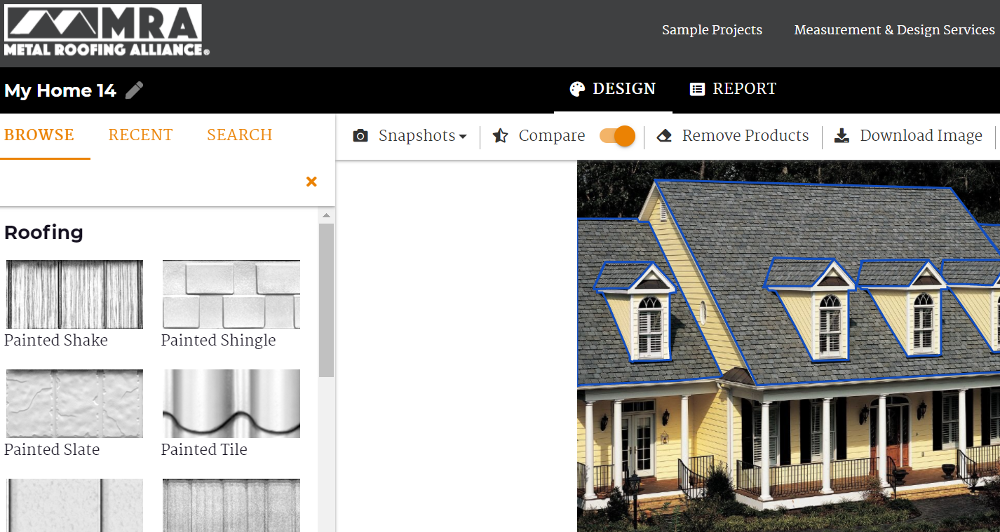 MRA
METAL ROOFING ALLIANCE®
Sample Projects
Measurement & Design Services
My Home 14
DESIGN
REPORT
BROWSE
RECENT
SEARCH
Snapshots
Compare
Remove Products
Download Image
Roofing
Painted Shake
Painted Shingle
Painted Slate
Painted Tile